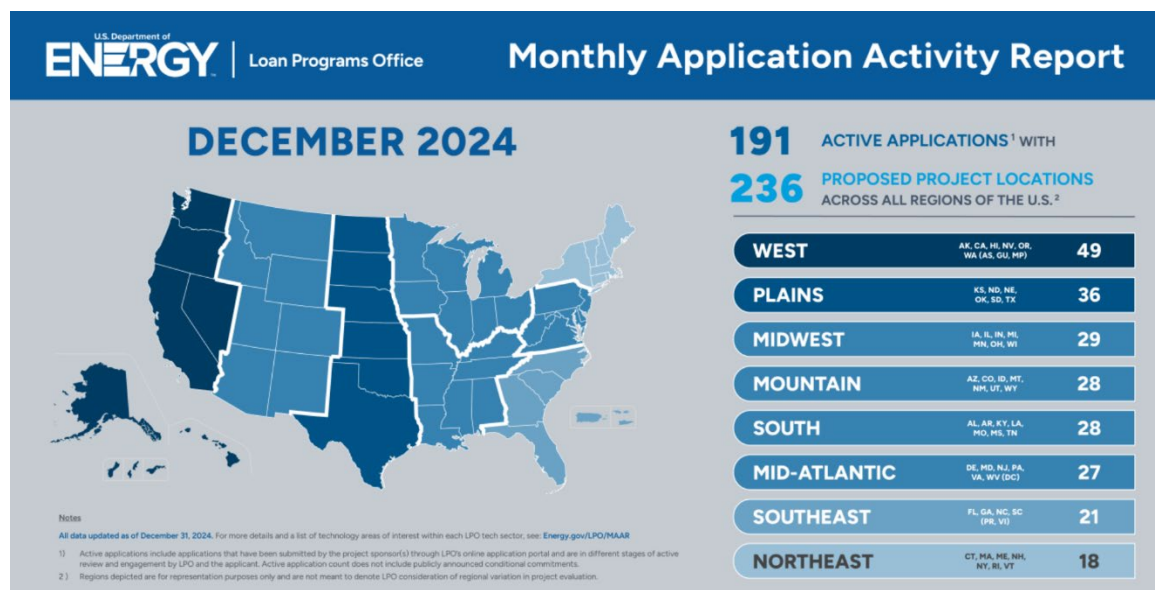 U.S. Department of
ENERGY
Loan Programs Office
Monthly Application Activity Report
DECEMBER 2024
191 ACTIVE APPLICATIONS¹ WITH
236 PROPOSED PROJECT LOCATIONS
ACROSS ALL REGIONS OF THE U.S.²
WEST AK, CA, HI, NV, OR, 49
WA (AS, GU, MP)
PLAINS KS, ND, NE, 36
OK, SD, TX
MIDWEST IA, IL, IN, MI, 29
MN, OH, WI
MOUNTAIN AZ, CO, ID, MT, 28
NM, UT, WY
SOUTH AL, AR, KY, LA, 28
MO, MS, TN
MID-ATLANTIC DE, MD, NJ, PA, 27
VA, WV (DC)
SOUTHEAST FL, GA, NC, SC 21
(PR, VI)
NORTHEAST CT, MA, ME, NH, 18
NY, RI, VT
Notes
All data updated as of December 31, 2024. For more details and a list of technology areas of interest within each LPO tech sector, see: Energy.gov/LPO/MAAR
1) Active applications include applications that have been submitted by the project sponsor(s) through LPO's online application portal and are in different stages of active
review and engagement by LPO and the applicant. Active application count does not include publicly announced conditional commitments.
2) Regions depicted are for representation purposes only and are not meant to denote LPO consideration of regional variation in project evaluation.